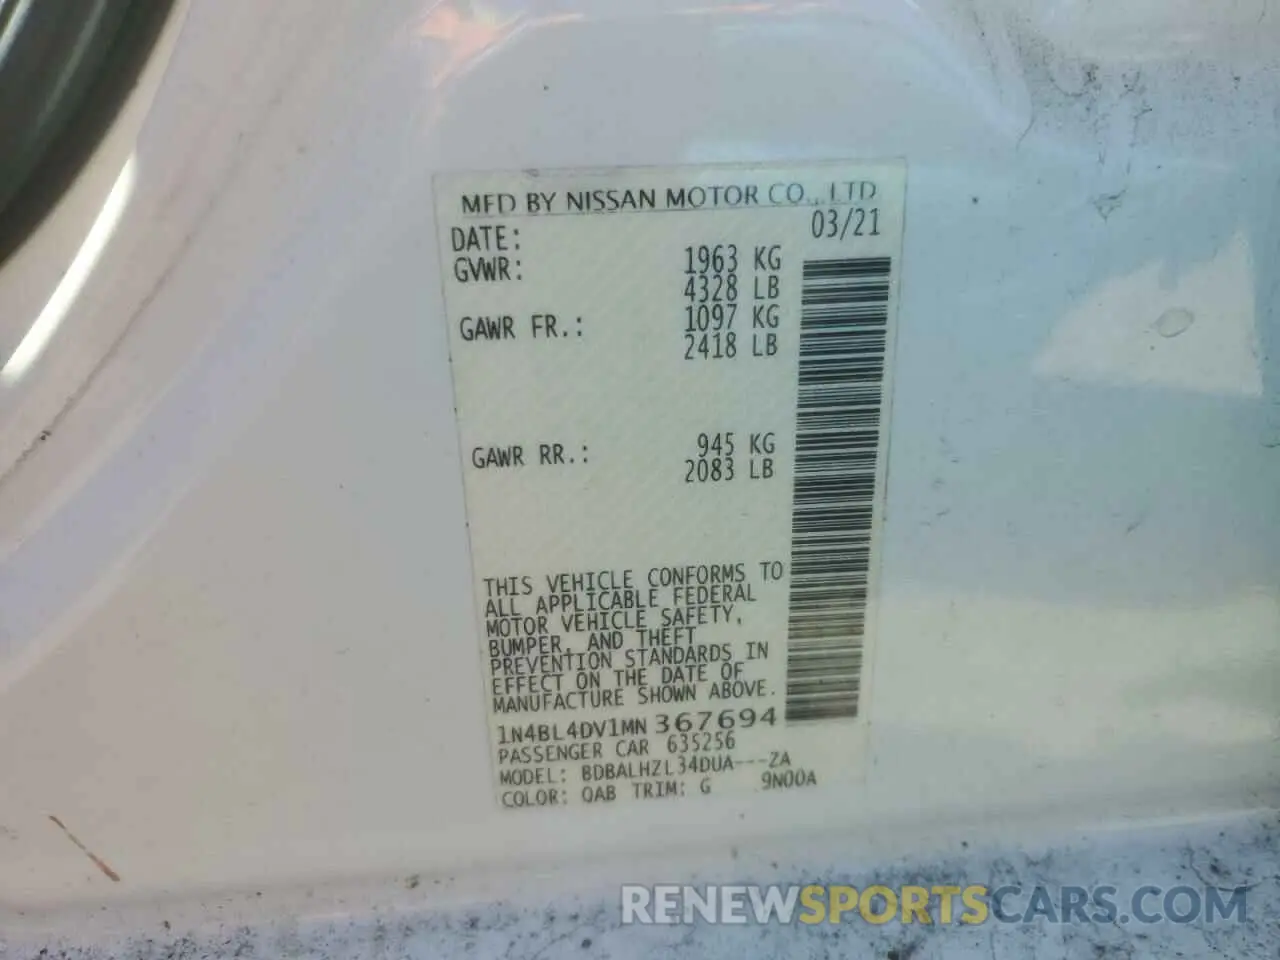 MFD BY NISSAN MOTOR CO., LTD
DATE: 03/21
GVWR: 1963 KG
4328 LB
GAWR FR.: 1097 KG
2418 LB
GAWR RR.: 945 KG
2083 LB
THIS VEHICLE CONFORMS TO
ALL APPLICABLE FEDERAL
MOTOR VEHICLE SAFETY,
BUMPER, AND THEFT
PREVENTION STANDARDS IN
EFFECT ON THE DATE OF
MANUFACTURE SHOWN ABOVE.
1N4BL4DV1MN367694
PASSENGER CAR 635256
MODEL: BDBALHZL34DUA---ZA
COLOR: QAB TRIM: G 9N00A
RENEWSPORTSCARS.COM